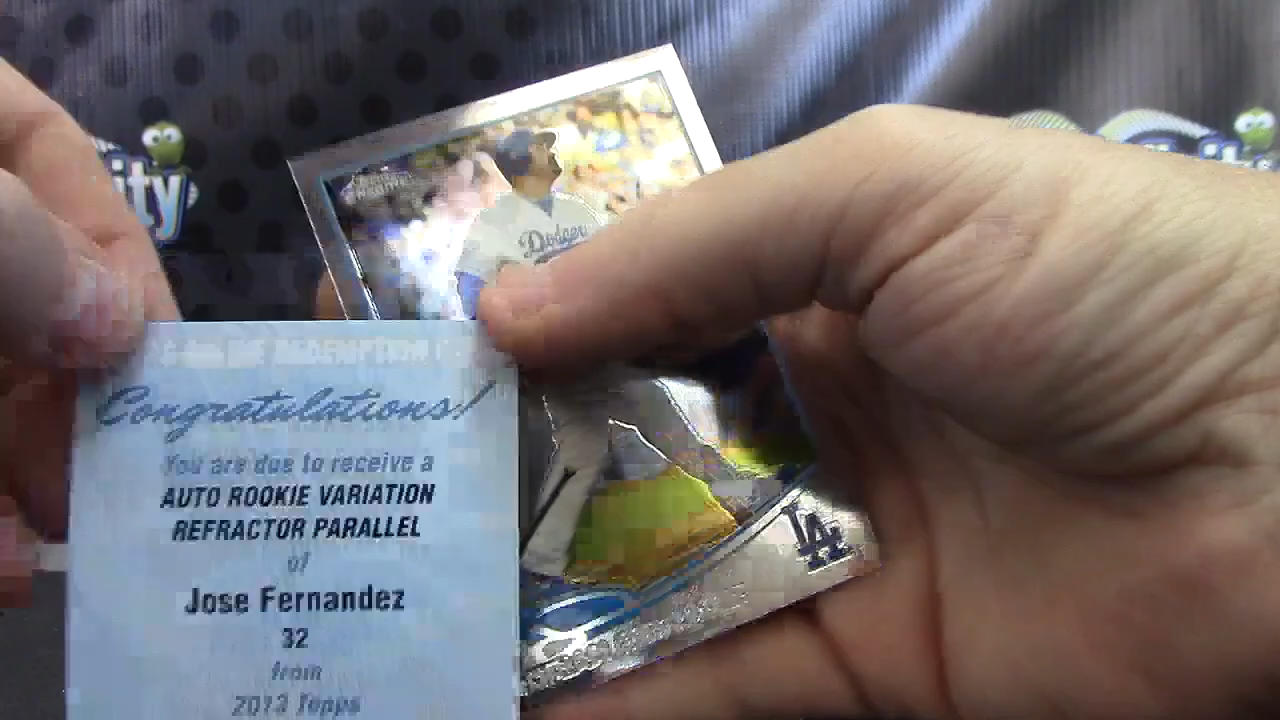 ity
Dodgers
REDEMPTION
Congratulations!
You are due to receive a
AUTO ROOKIE VARIATION
REFRACTOR PARALLEL
of
Jose Fernandez
32
from
2013 Topps
LA